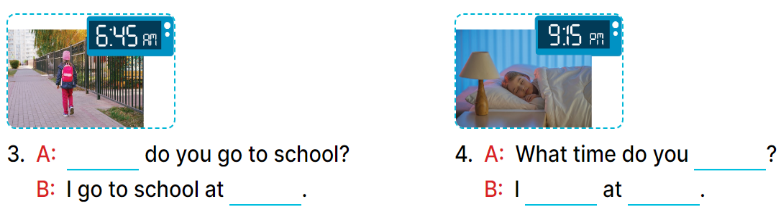 6:45 AM
9:15 PM
3. A: ______ do you go to school?
B: I go to school at ______.
4. A: What time do you ______?
B: I ______ at ______.